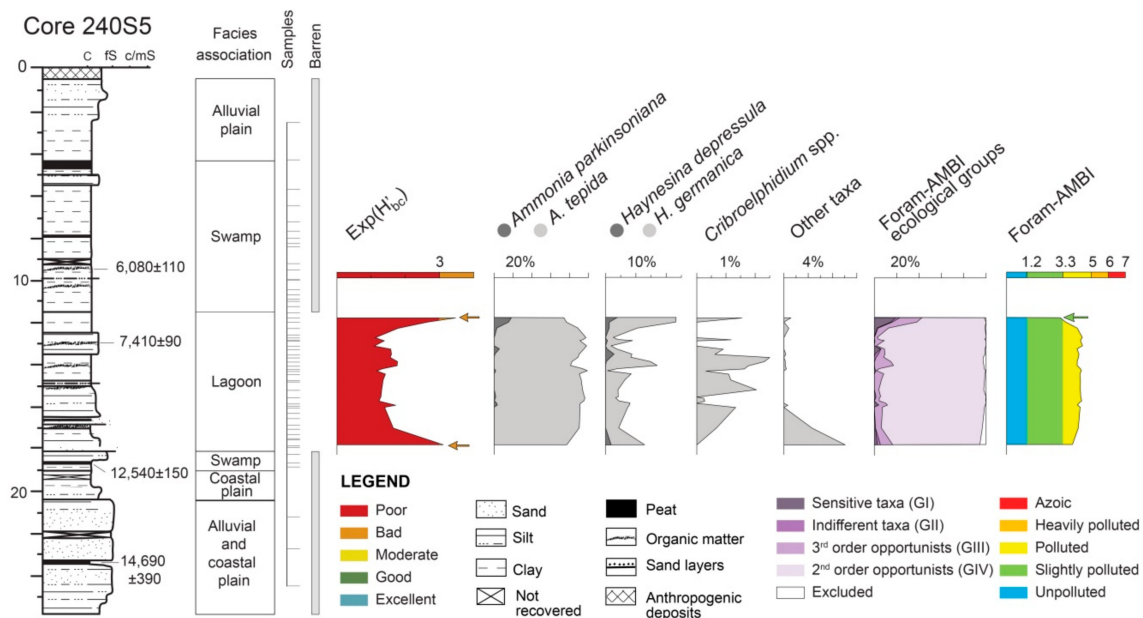 Core 240S5
C fS c/mS
Facies
association
Samples
Barren
0
10
20
6,080±110
7,410±90
12,540±150
14,690
±390
Alluvial
plain
Swamp
Lagoon
Swamp
Coastal
plain
Alluvial
and
coastal
plain
Exp(H'bc)
Ammonia parkinsoniana
A. tepida
Haynesina depressula
H. germanica
Cribroelphidium spp.
Other taxa
Foram-AMBI
ecological groups
Foram-AMBI
3
20%
10%
1%
4%
20%
1.2 3.3 5 6 7
LEGEND
Poor
Bad
Moderate
Good
Excellent
Sand
Silt
Clay
Not
recovered
Peat
Organic matter
Sand layers
Anthropogenic
deposits
Sensitive taxa (GI)
Indifferent taxa (GII)
3rd order opportunists (GIII)
2nd order opportunists (GIV)
Excluded
Azoic
Heavily polluted
Polluted
Slightly polluted
Unpolluted